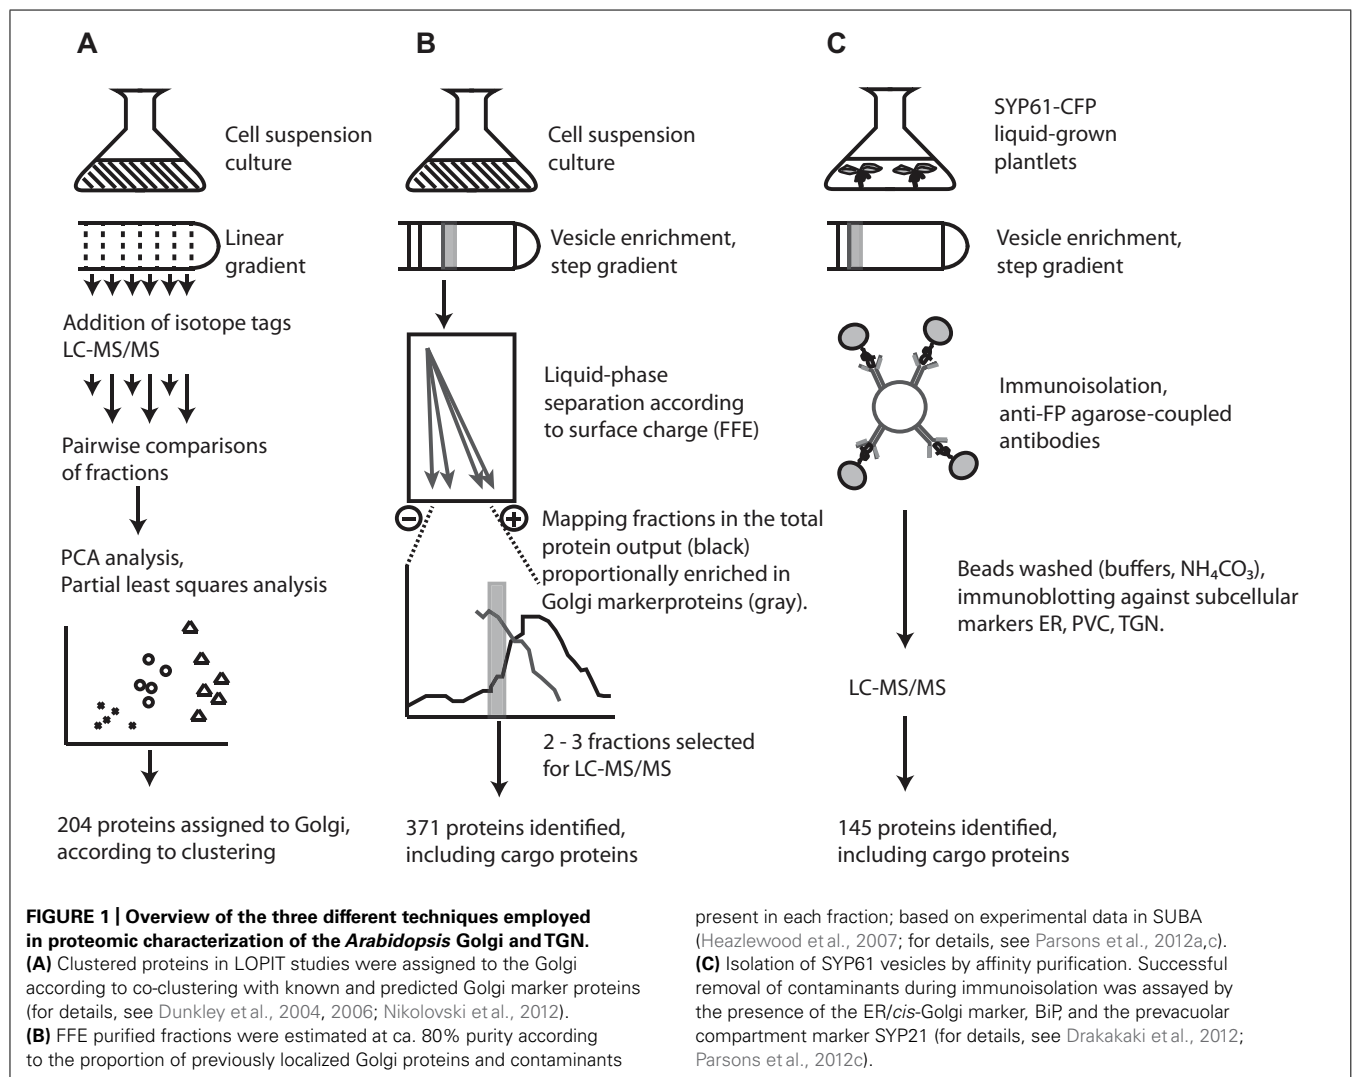 A
Cell suspension
culture
Linear
gradient
Addition of isotope tags
LC-MS/MS
Pairwise comparisons
of fractions
PCA analysis,
Partial least squares analysis
204 proteins assigned to Golgi,
according to clustering
B
Cell suspension
culture
Vesicle enrichment,
step gradient
Liquid-phase
separation according
to surface charge (FFE)
− +
Mapping fractions in the total
protein output (black)
proportionally enriched in
Golgi markerproteins (gray).
2 - 3 fractions selected
for LC-MS/MS
371 proteins identified,
including cargo proteins
C
SYP61-CFP
liquid-grown
plantlets
Vesicle enrichment,
step gradient
Immunoisolation,
anti-FP agarose-coupled
antibodies
Beads washed (buffers, NH₄CO₃),
immunoblotting against subcellular
markers ER, PVC, TGN.
LC-MS/MS
145 proteins identified,
including cargo proteins
FIGURE 1 | Overview of the three different techniques employed
in proteomic characterization of the Arabidopsis Golgi and TGN.
(A) Clustered proteins in LOPIT studies were assigned to the Golgi
according to co-clustering with known and predicted Golgi marker proteins
(for details, see Dunkley et al., 2004, 2006; Nikolovski et al., 2012).
(B) FFE purified fractions were estimated at ca. 80% purity according
to the proportion of previously localized Golgi proteins and contaminants
present in each fraction; based on experimental data in SUBA
(Heazlewood et al., 2007; for details, see Parsons et al., 2012a,c).
(C) Isolation of SYP61 vesicles by affinity purification. Successful
removal of contaminants during immunoisolation was assayed by
the presence of the ER/cis-Golgi marker, BiP, and the prevacuolar
compartment marker SYP21 (for details, see Drakakaki et al., 2012;
Parsons et al., 2012c).